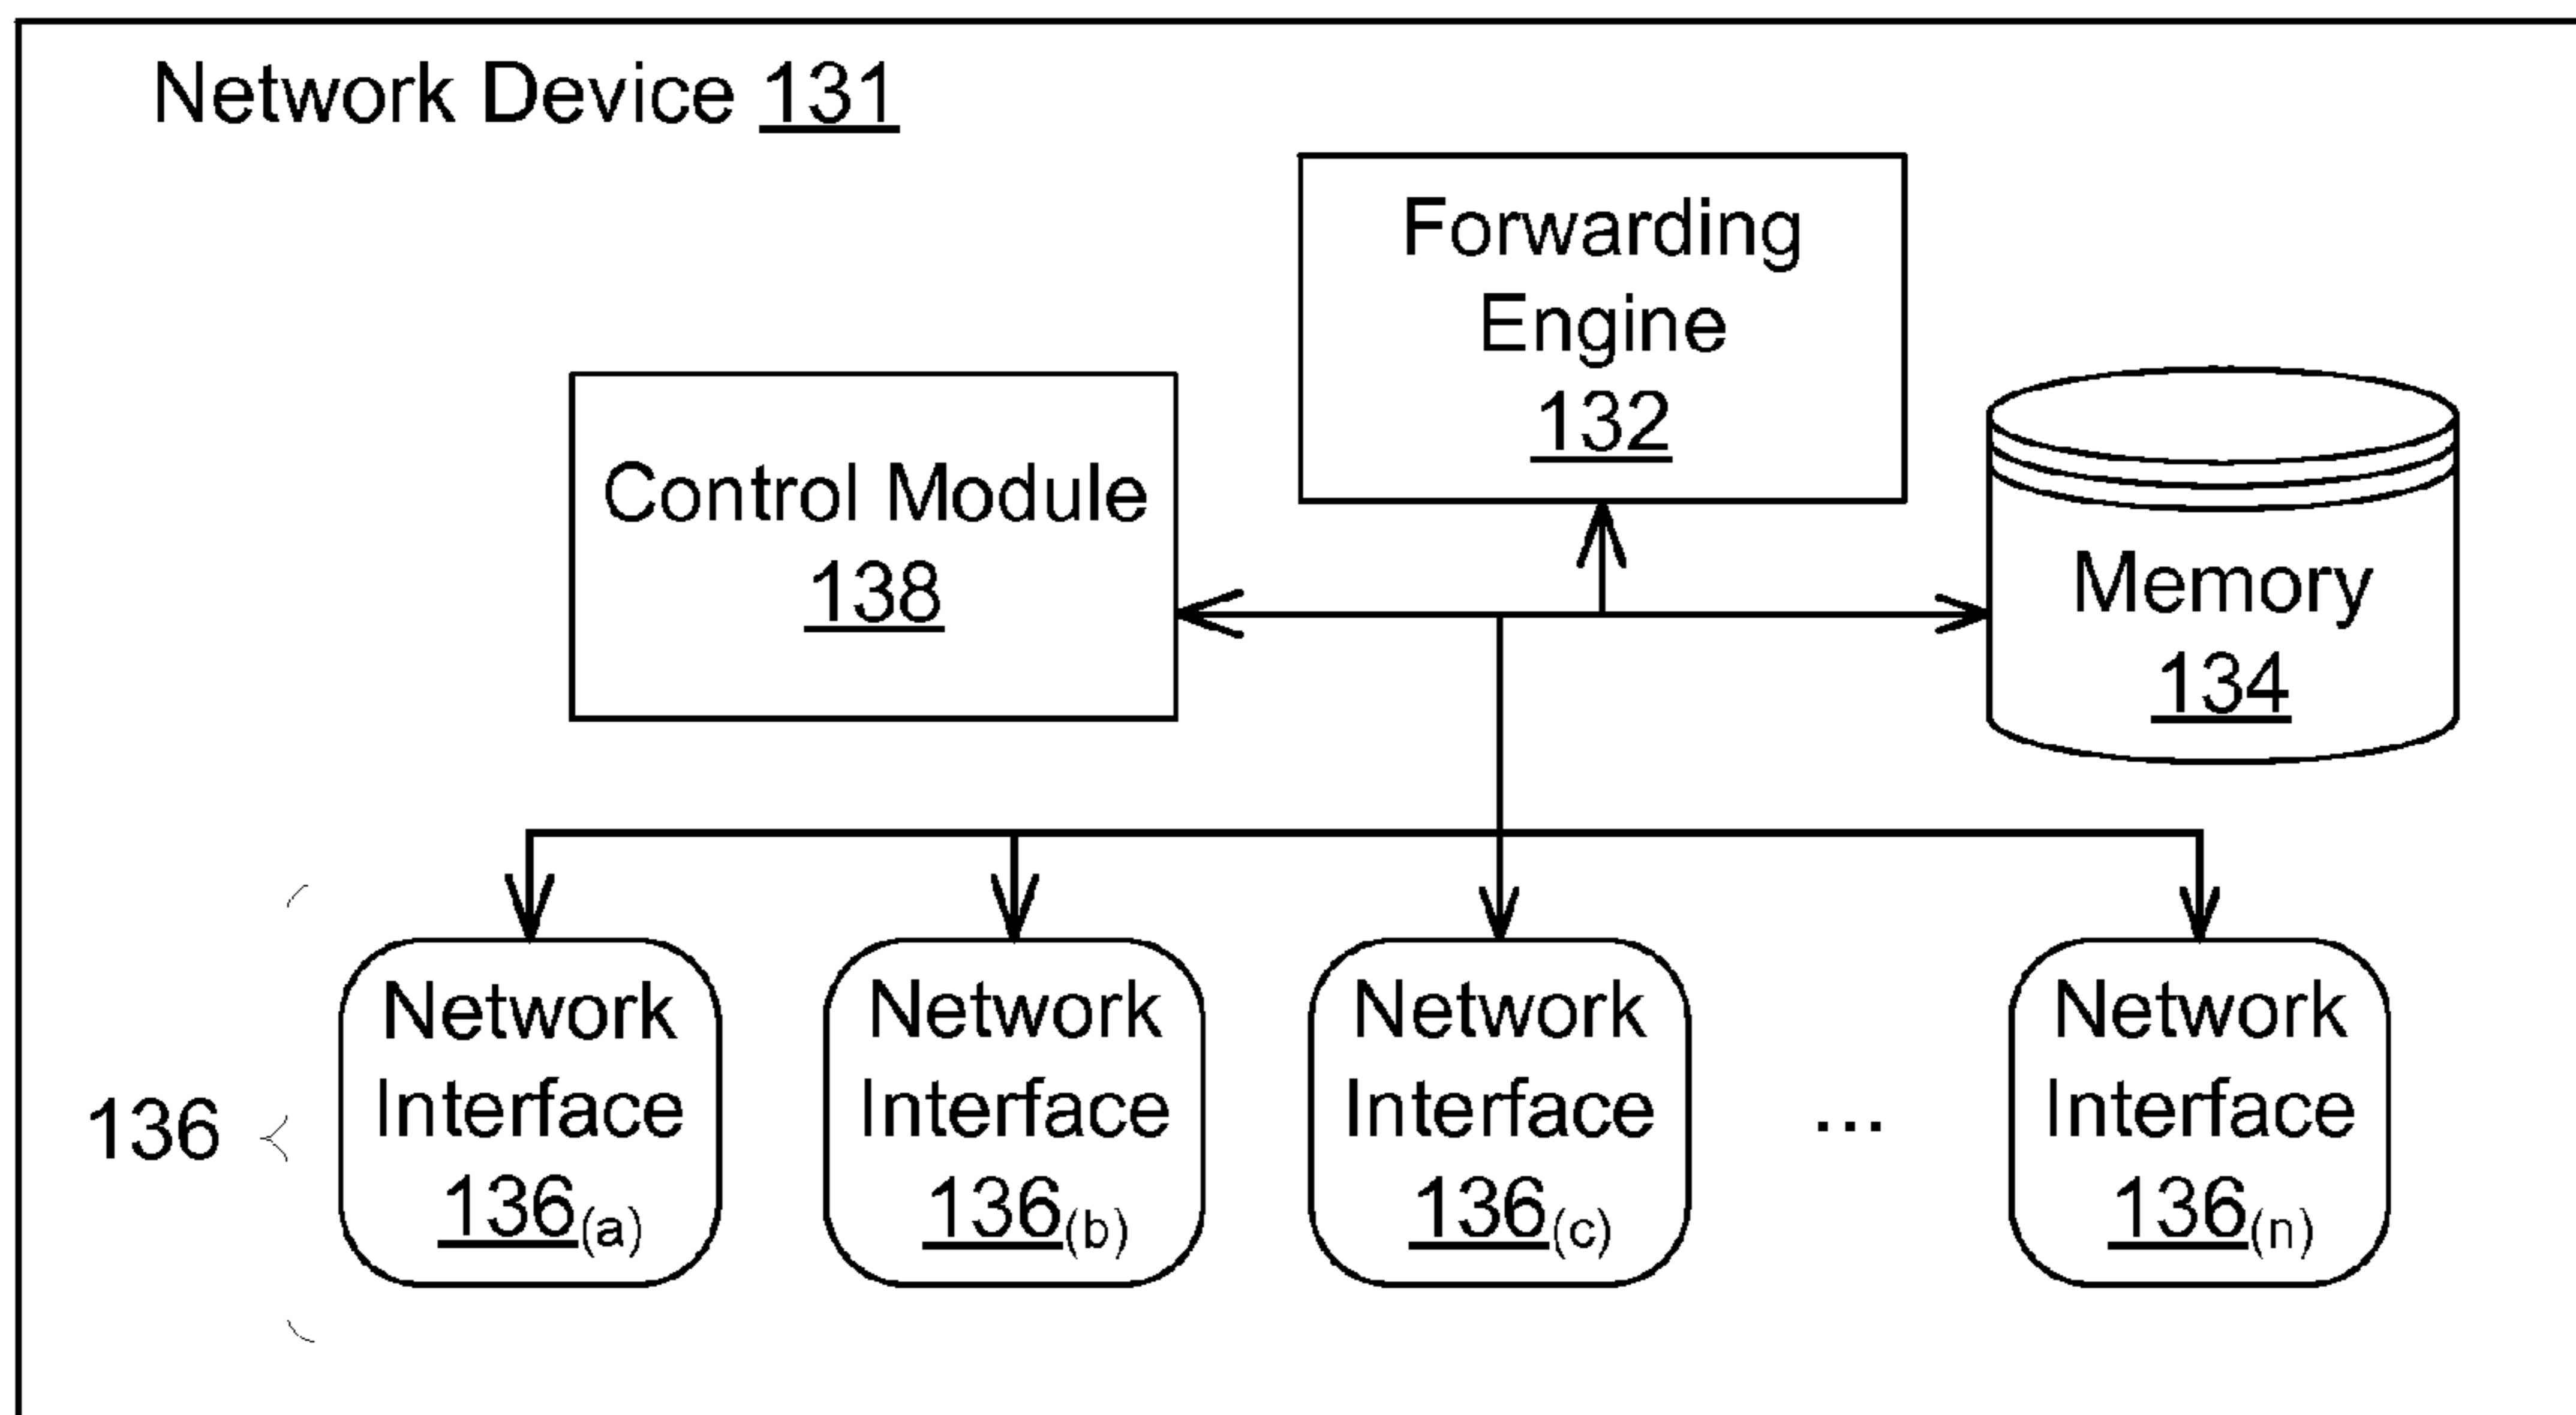 Network Device 131
Forwarding
Engine
132
Control Module
138
Memory
134
136
Network
Interface
136(a)
Network
Interface
136(b)
Network
Interface
136(c)
...
Network
Interface
136(n)